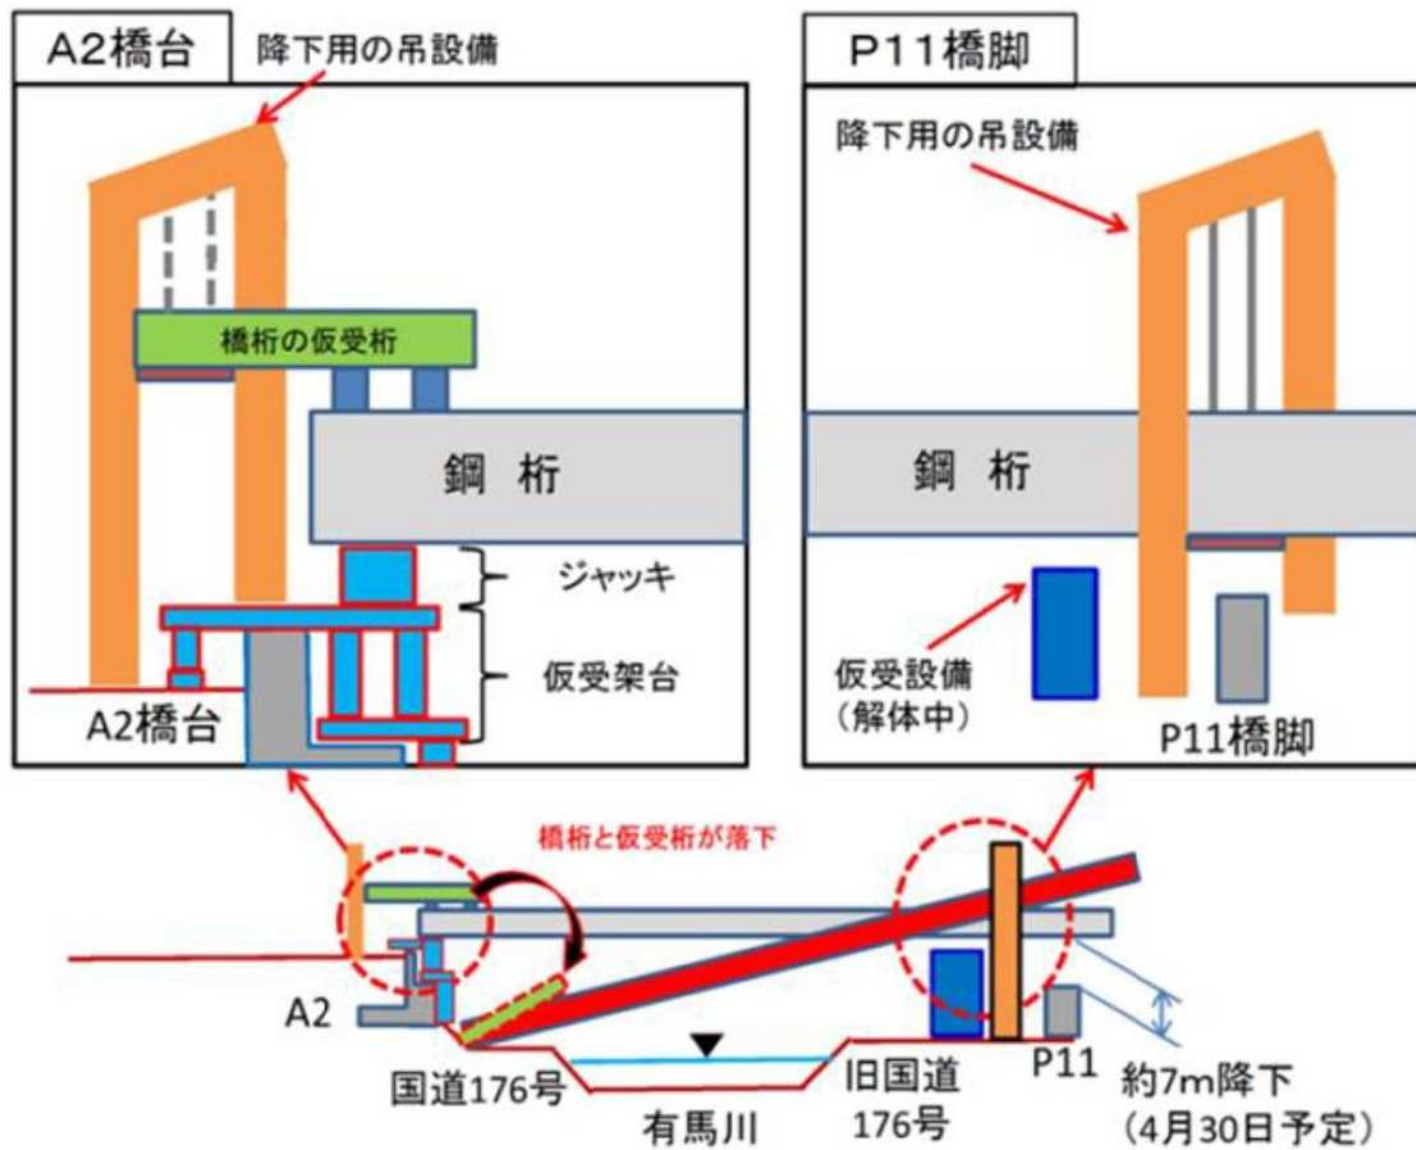 A2橋台
降下用の吊設備
橋桁の仮受桁
鋼桁
ジャッキ
仮受架台
A2橋台
P11橋脚
降下用の吊設備
鋼桁
仮受設備
(解体中)
P11橋脚
橋桁と仮受桁が落下
A2
国道176号
有馬川
旧国道
176号
P11
約7m降下
(4月30日予定)